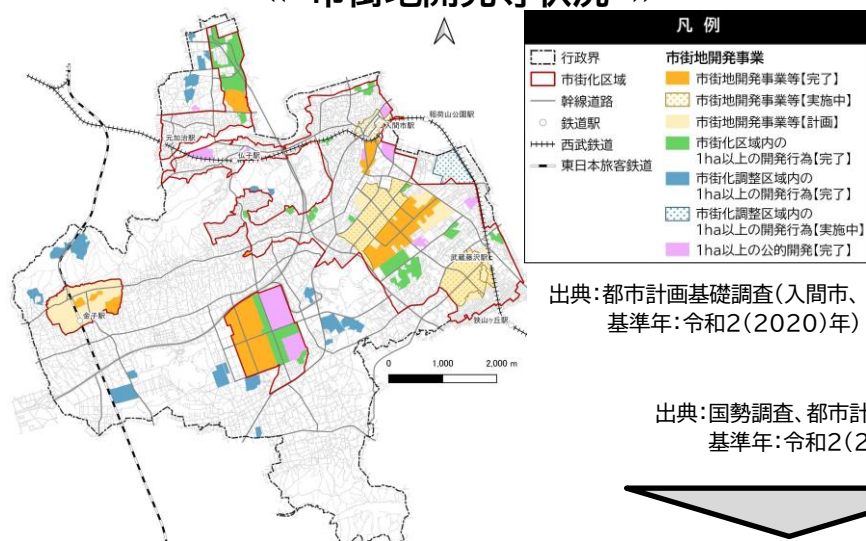 市街地開発等状況
凡 例
行政界
市街化区域
幹線道路
鉄道駅
西武鉄道
東日本旅客鉄道
市街地開発事業
市街地開発事業等【完了】
市街地開発事業等【実施中】
市街地開発事業等【計画】
市街化区域内の
1ha以上の開発行為【完了】
市街化調整区域内の
1ha以上の開発行為【完了】
市街化調整区域内の
1ha以上の開発行為【実施中】
1ha以上の公的開発【完了】
稲荷山公園駅
入間市駅
元加治駅
仏子駅
武蔵藤沢駅
狭山ヶ丘駅
金子駅
0 1,000 2,000 m
出典:都市計画基礎調査(入間市、
基準年:令和2(2020)年)
出典:国勢調査、都市計
基準年:令和2(2